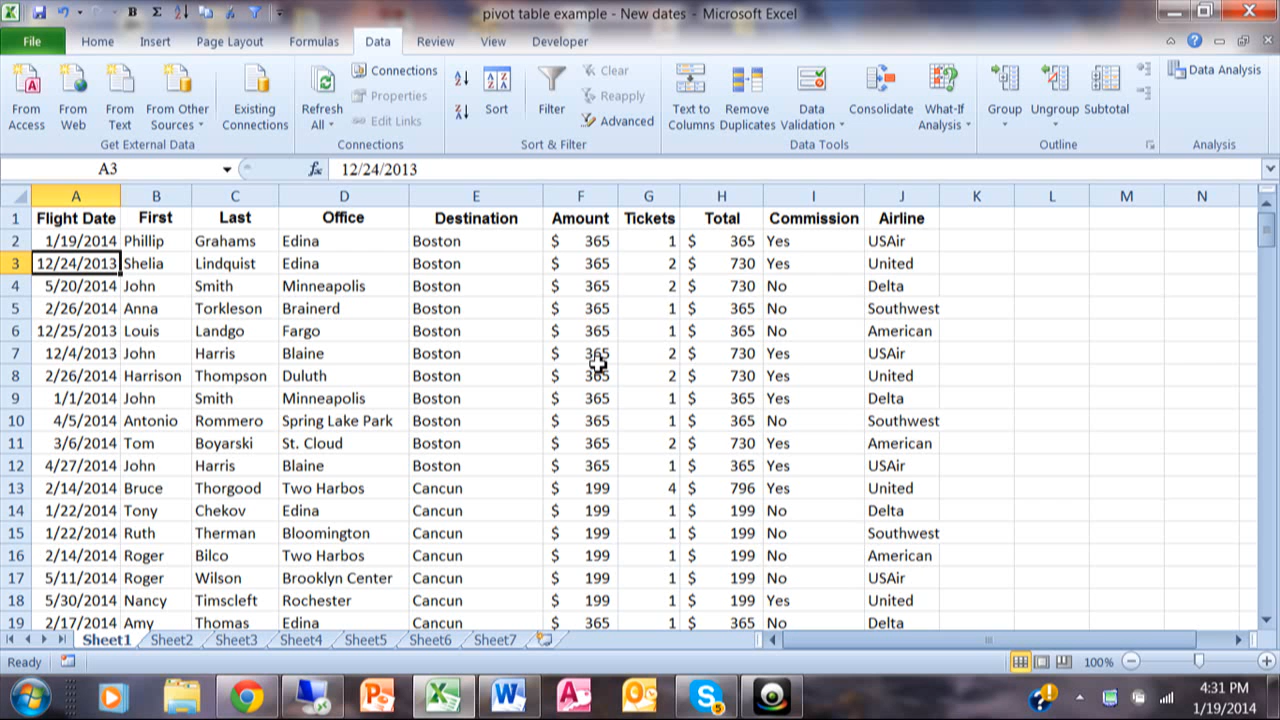 pivot table example - New dates - Microsoft Excel
File Home Insert Page Layout Formulas Data Review View Developer
From Access From Web From Text From Other Sources Existing Connections
Get External Data
Refresh All Connections Properties Edit Links
Connections
Sort Filter Clear Reapply Advanced
Sort & Filter
Text to Columns Remove Duplicates Data Validation Consolidate What-If Analysis
Data Tools
Group Ungroup Subtotal
Outline
Data Analysis
Analysis
A3 fx 12/24/2013
A B C D E F G H I J K L M N
1 Flight Date First Last Office Destination Amount Tickets Total Commission Airline
2 1/19/2014 Phillip Grahams Edina Boston $ 365 1 $ 365 Yes USAir
3 12/24/2013 Shelia Lindquist Edina Boston $ 365 2 $ 730 Yes United
4 5/20/2014 John Smith Minneapolis Boston $ 365 2 $ 730 No Delta
5 2/26/2014 Anna Torkleson Brainerd Boston $ 365 1 $ 365 No Southwest
6 12/25/2013 Louis Landgo Fargo Boston $ 365 1 $ 365 No American
7 12/4/2013 John Harris Blaine Boston $ 365 2 $ 730 Yes USAir
8 2/26/2014 Harrison Thompson Duluth Boston $ 365 2 $ 730 Yes United
9 1/1/2014 John Smith Minneapolis Boston $ 365 1 $ 365 Yes Delta
10 4/5/2014 Antonio Rommero Spring Lake Park Boston $ 365 1 $ 365 No Southwest
11 3/6/2014 Tom Boyarski St. Cloud Boston $ 365 2 $ 730 Yes American
12 4/27/2014 John Harris Blaine Boston $ 365 1 $ 365 Yes USAir
13 2/14/2014 Bruce Thorgood Two Harbos Cancun $ 199 4 $ 796 Yes United
14 1/22/2014 Tony Chekov Edina Cancun $ 199 1 $ 199 No Delta
15 1/22/2014 Ruth Therman Bloomington Cancun $ 199 1 $ 199 No Southwest
16 2/14/2014 Roger Bilco Two Harbos Cancun $ 199 1 $ 199 No American
17 5/11/2014 Roger Wilson Brooklyn Center Cancun $ 199 1 $ 199 No USAir
18 5/30/2014 Nancy Timscleft Rochester Cancun $ 199 1 $ 199 Yes United
19 2/17/2014 Amy Thomas Edina Cancun $ 365 1 $ 365 No Delta
Sheet1 Sheet2 Sheet3 Sheet4 Sheet5 Sheet6 Sheet7
Ready 100%
4:31 PM
1/19/2014